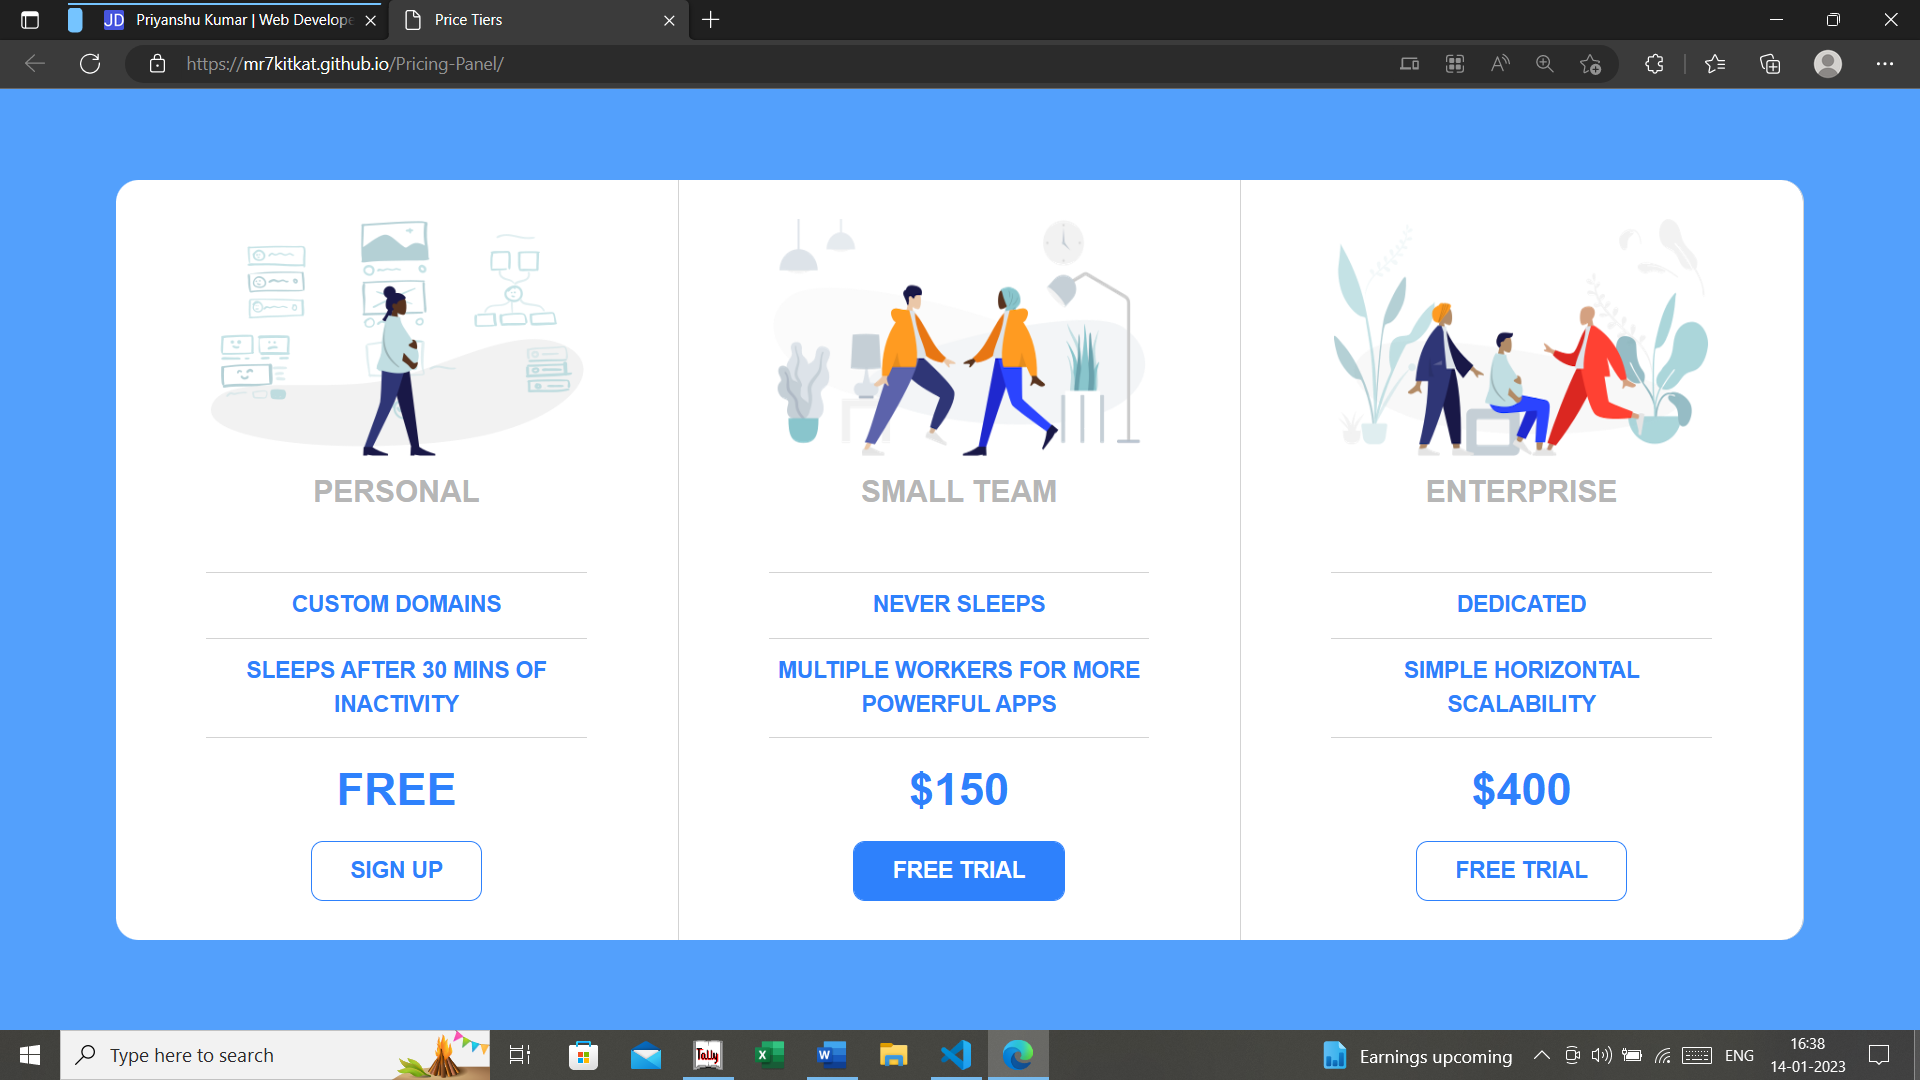 JD Priyanshu Kumar | Web Develope
Price Tiers
https://mr7kitkat.github.io/Pricing-Panel/
PERSONAL
CUSTOM DOMAINS
SLEEPS AFTER 30 MINS OF
INACTIVITY
FREE
SIGN UP
SMALL TEAM
NEVER SLEEPS
MULTIPLE WORKERS FOR MORE
POWERFUL APPS
$150
FREE TRIAL
ENTERPRISE
DEDICATED
SIMPLE HORIZONTAL
SCALABILITY
$400
FREE TRIAL
Type here to search
Tally
Earnings upcoming
ENG
16:38
14-01-2023